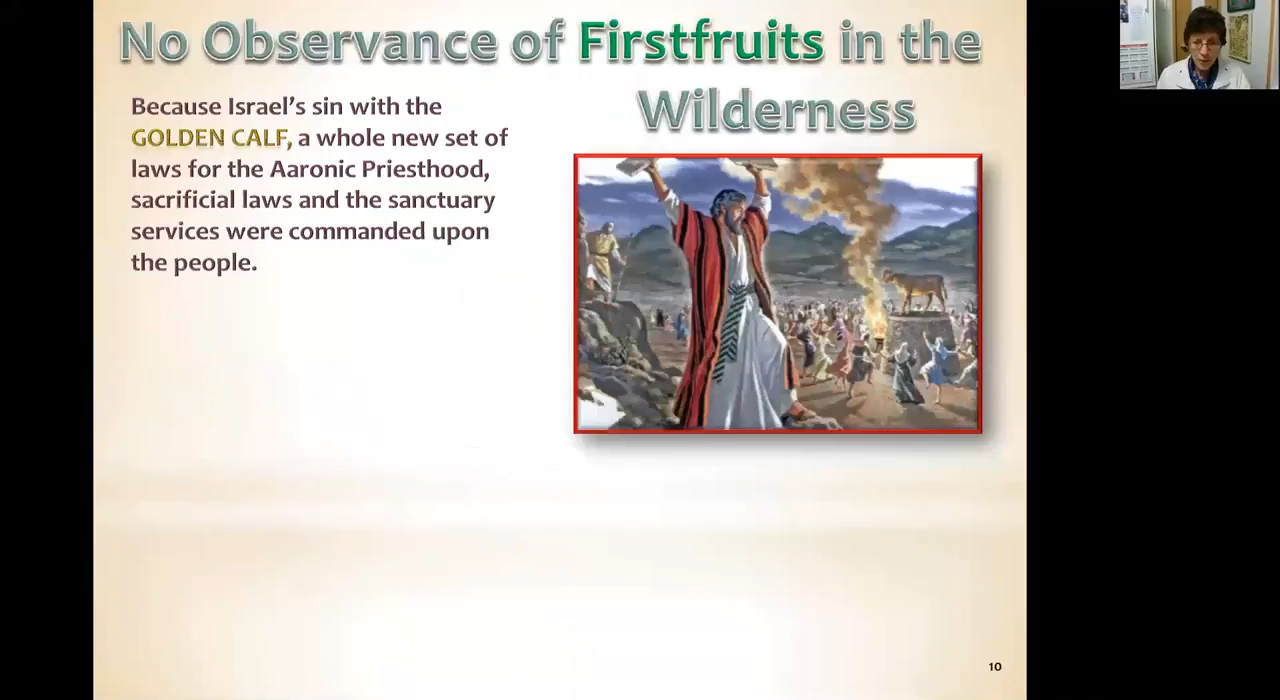 No Observance of Firstfruits in the
Wilderness
Because Israel’s sin with the
GOLDEN CALF, a whole new set of
laws for the Aaronic Priesthood,
sacrificial laws and the sanctuary
services were commanded upon
the people.
10